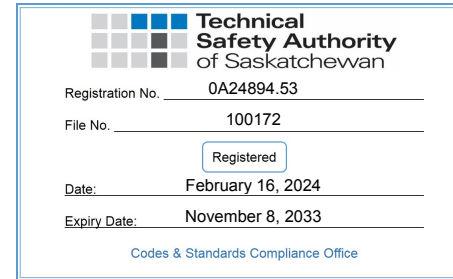 Technical
Safety Authority
of Saskatchewan
Registration No. 0A24894.53
File No. 100172
Registered
Date: February 16, 2024
Expiry Date: November 8, 2033
Codes & Standards Compliance Office